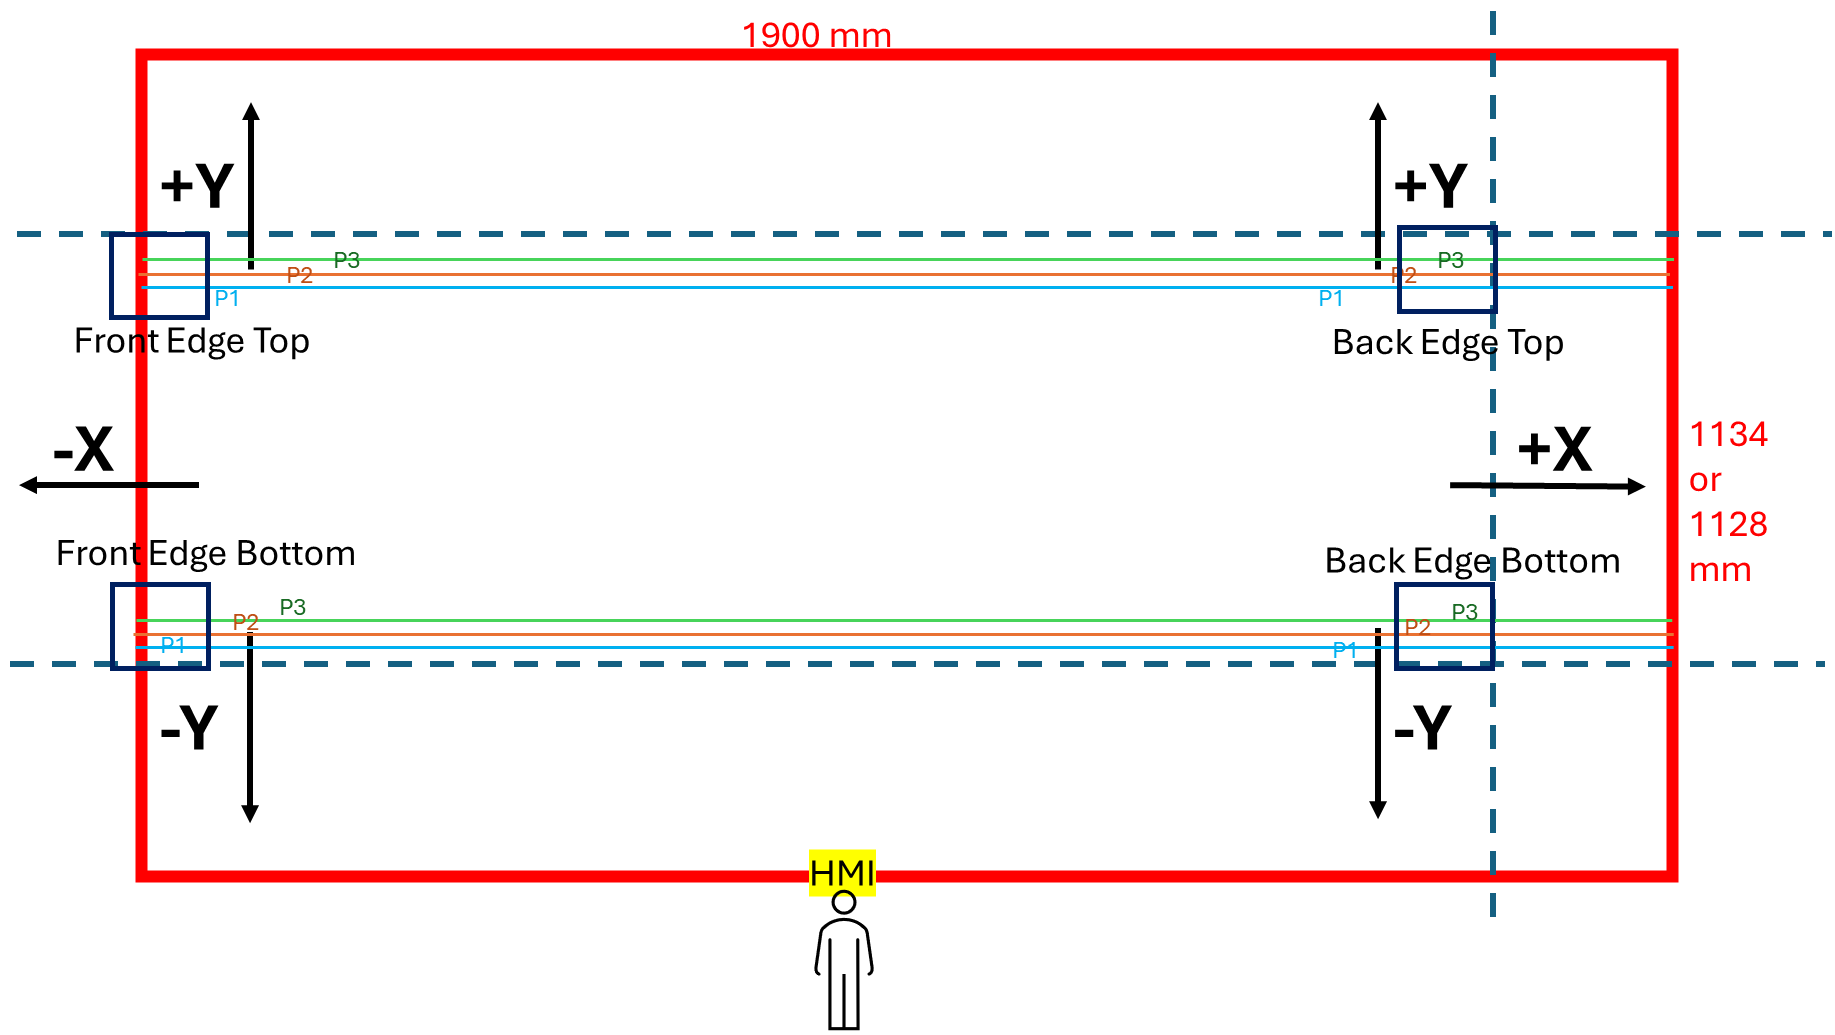 1900 mm
+Y
+Y
P3
P2
P1
P3
P2
P1
Front Edge Top
Back Edge Top
-X
+X
1134
or
1128
mm
Front Edge Bottom
Back Edge Bottom
P3
P2
P1
P3
P2
P1
-Y
-Y
HMI